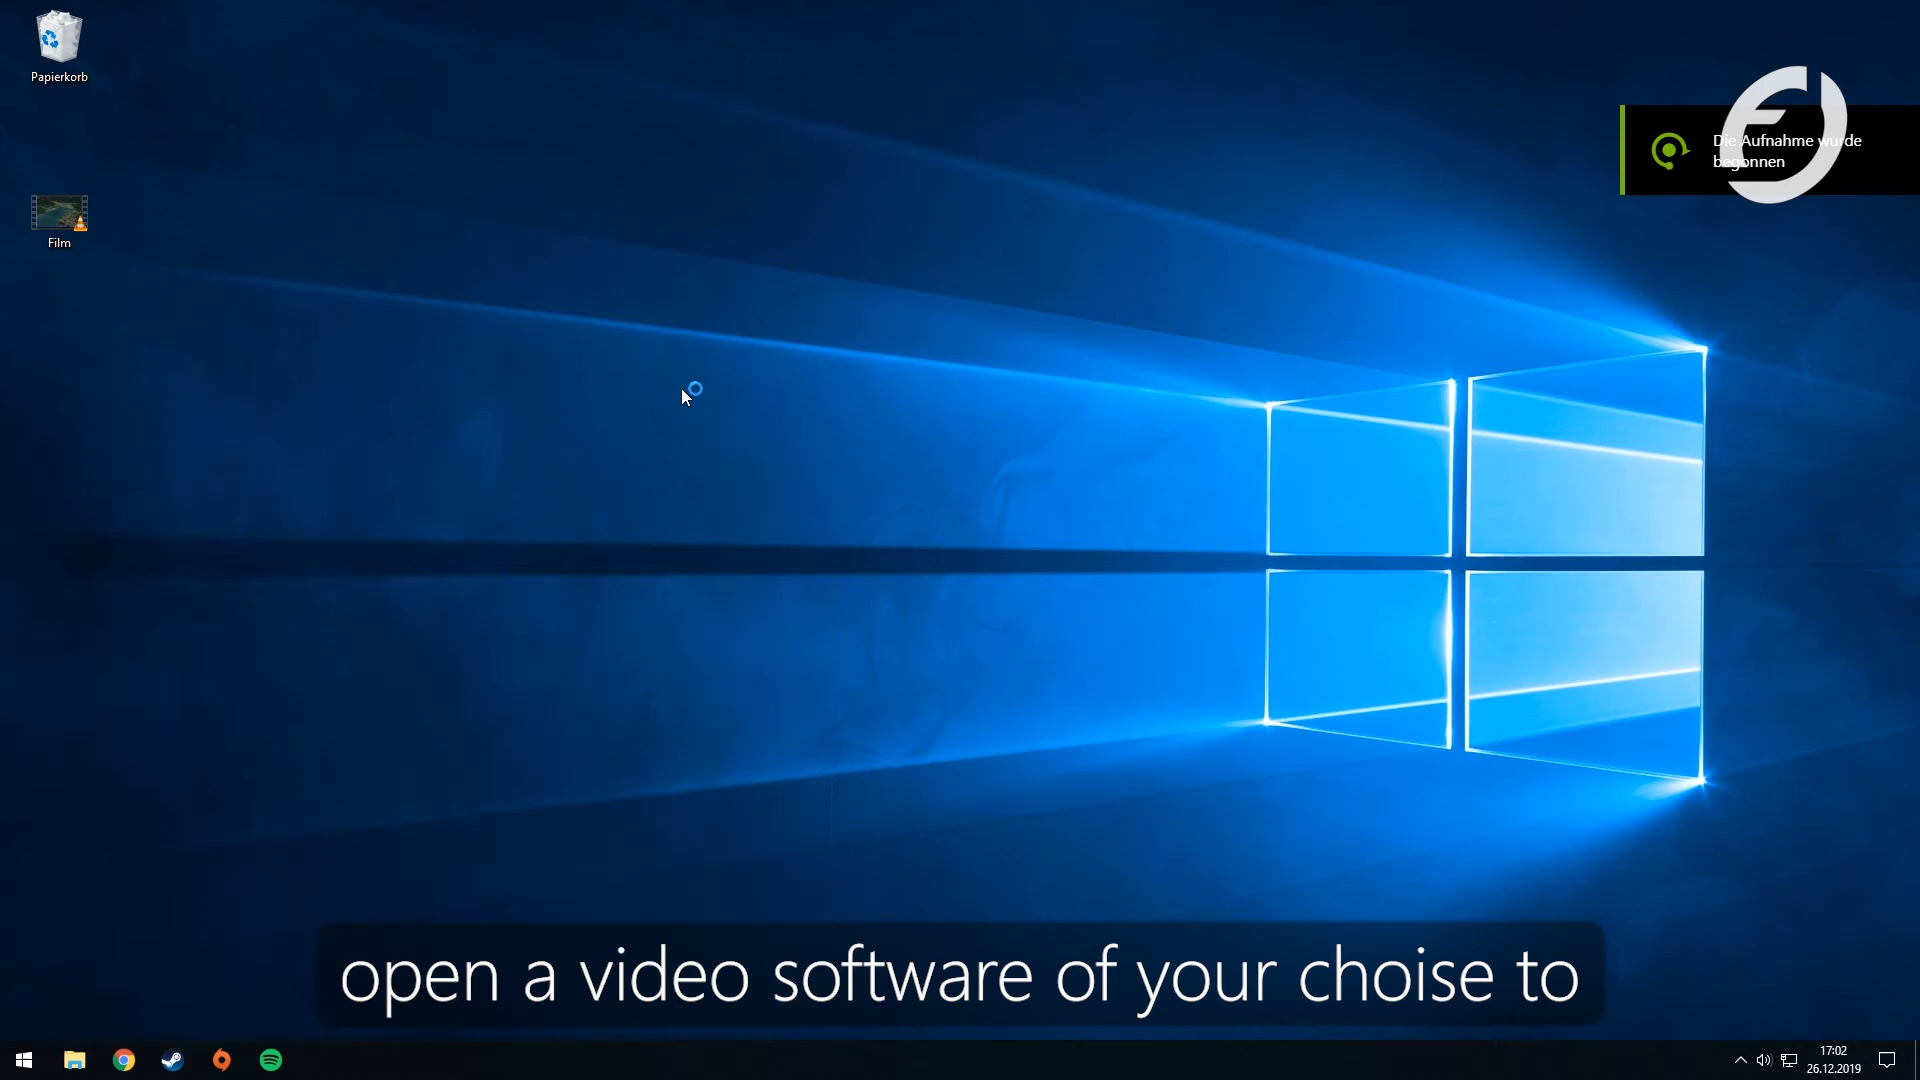 Papierkorb
Die Aufnahme wurde
begonnen
Film
open a video software of your choise to
17:02
26.12.2019